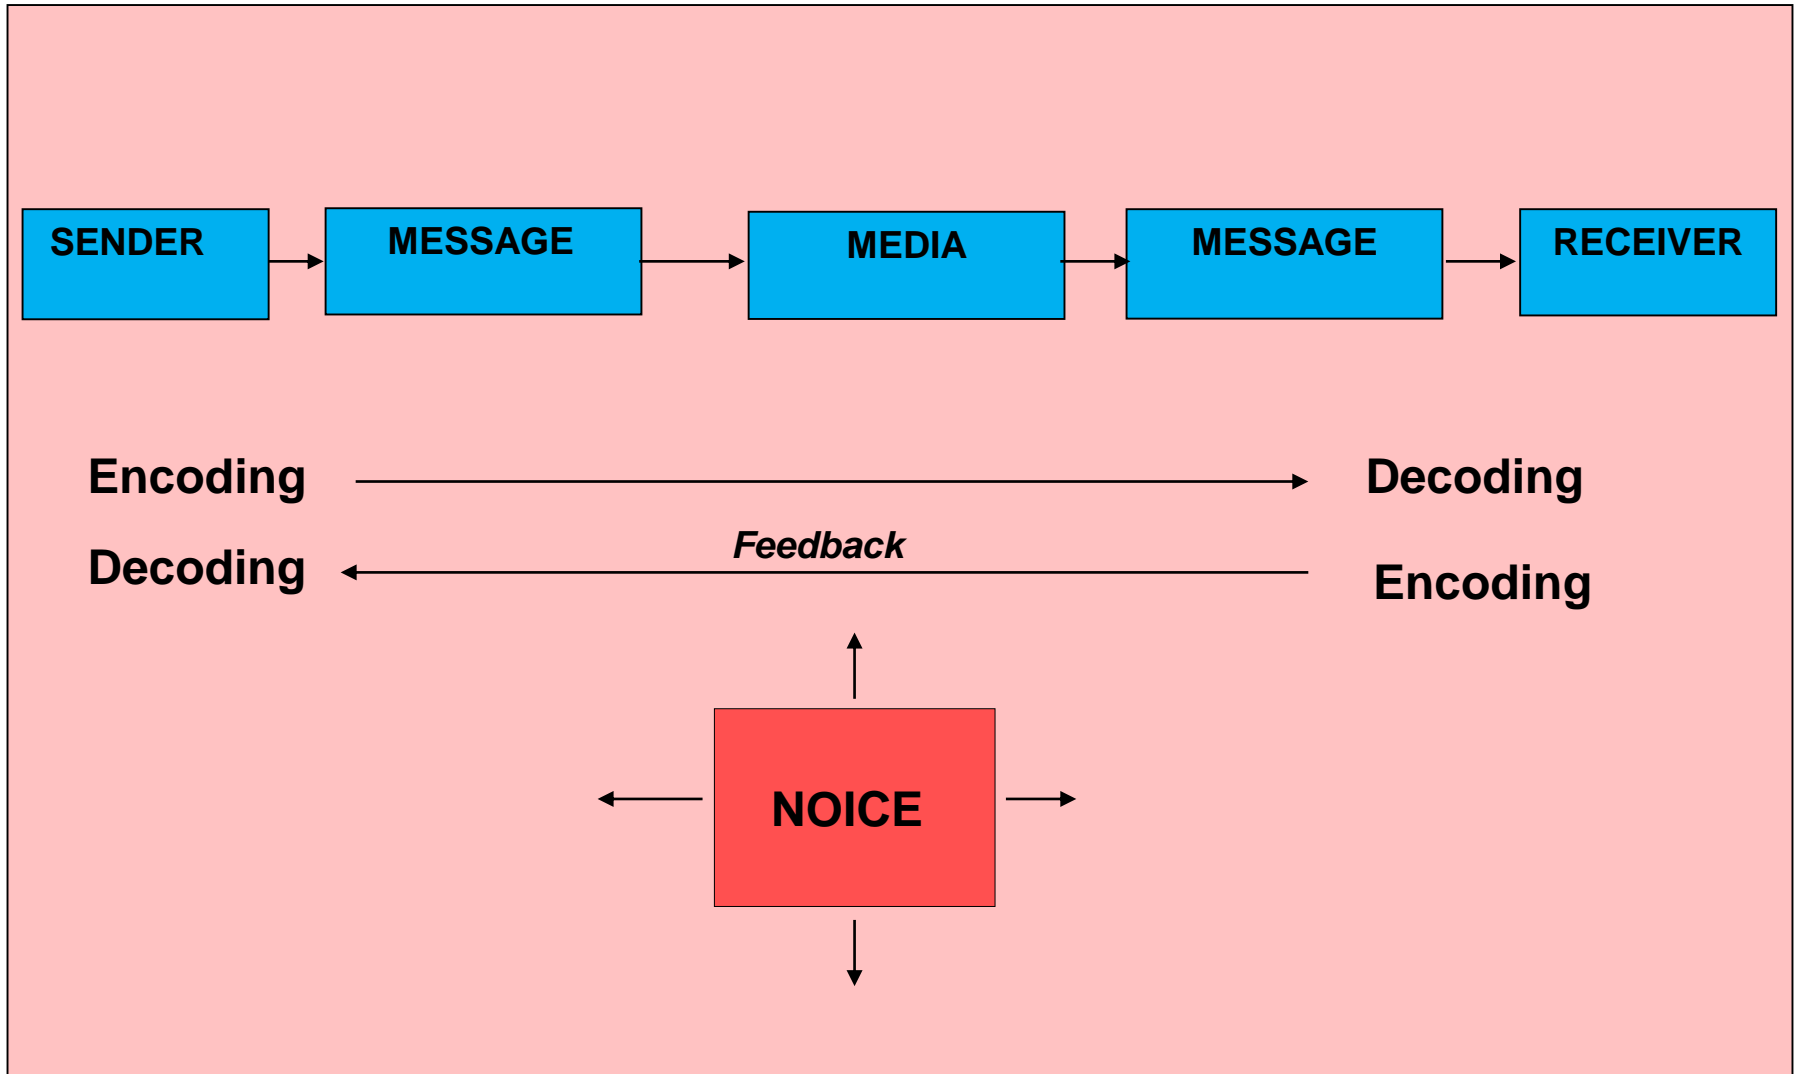 SENDER
MESSAGE
MEDIA
MESSAGE
RECEIVER
Encoding
Decoding
Feedback
Decoding
Encoding
NOICE